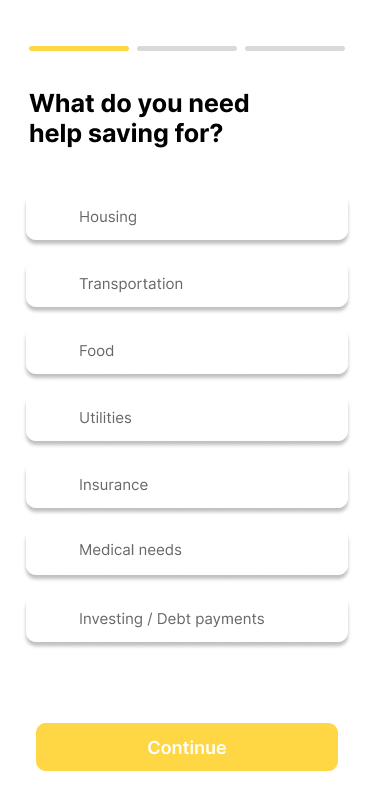 What do you need
help saving for?
Housing
Transportation
Food
Utilities
Insurance
Medical needs
Investing / Debt payments
Continue